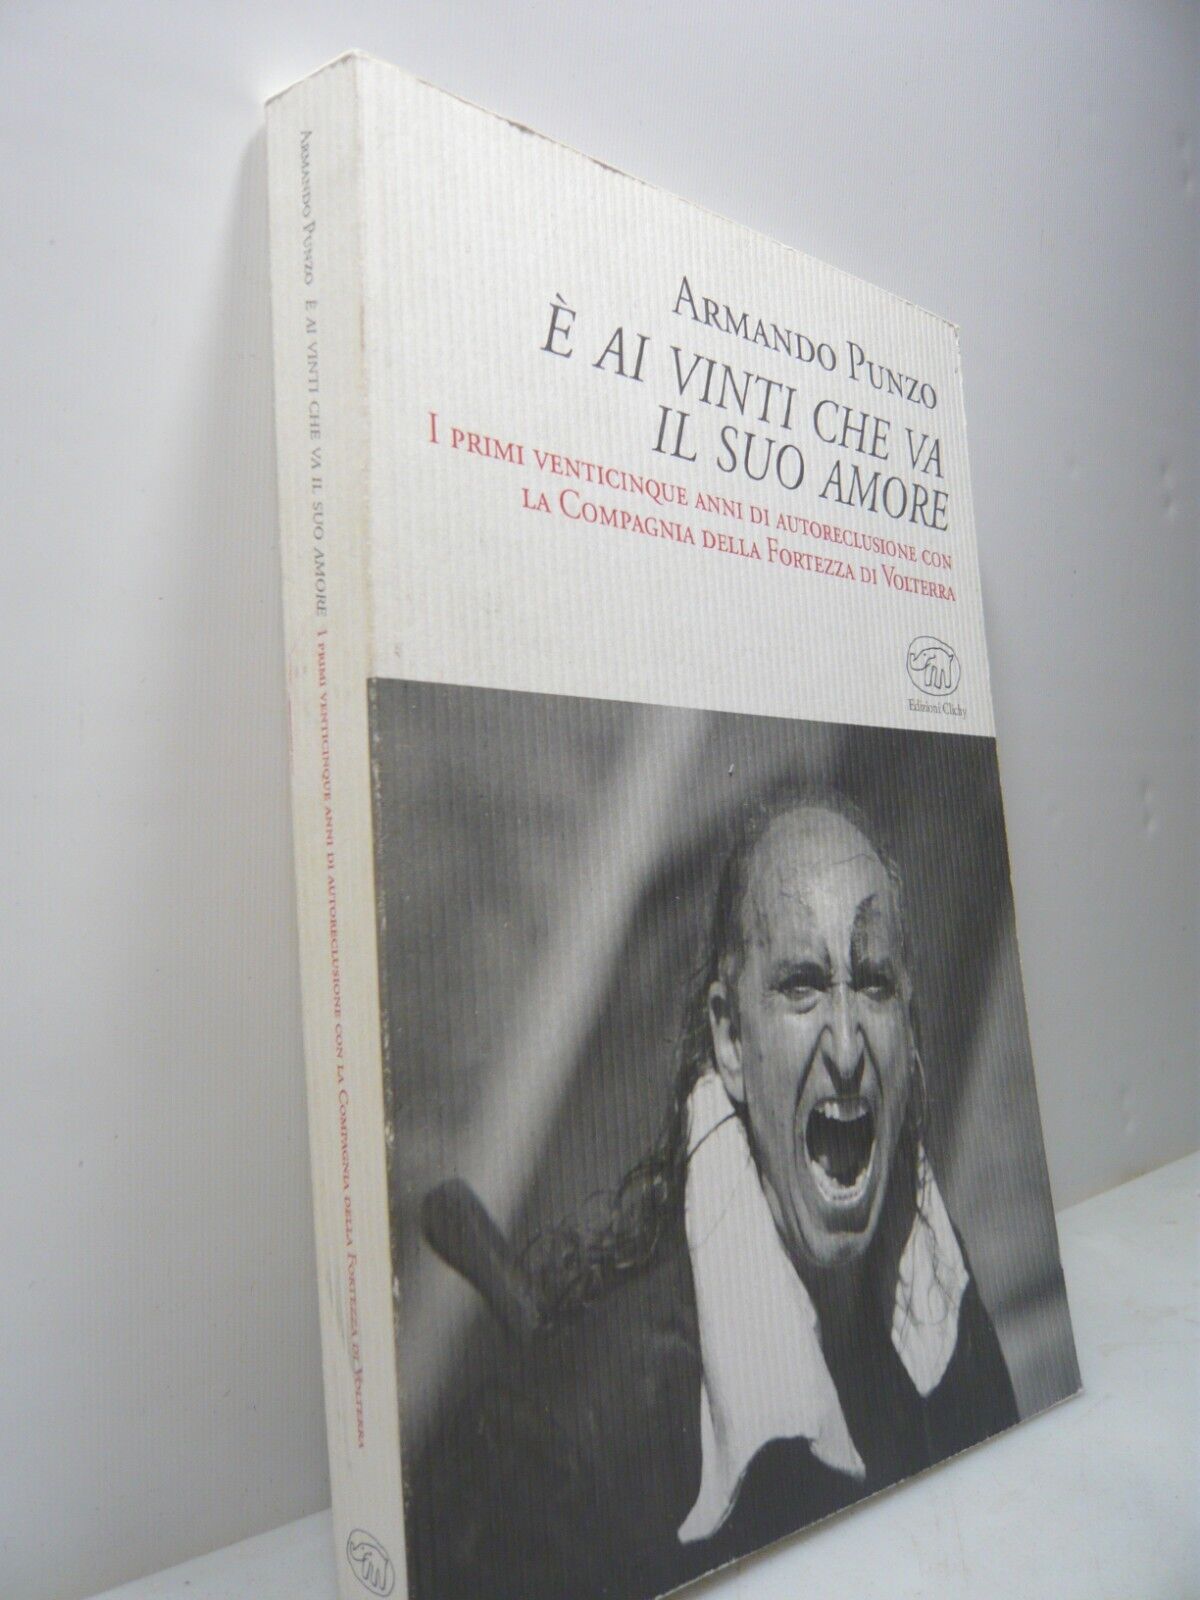 Armando Punzo È ai vinti che va il suo amore I primi venticinque anni di autoreclusione con la Compagnia della Fortezza di Volterra
Armando Punzo
È ai vinti che va
il suo amore
I primi venticinque anni di autoreclusione con
la Compagnia della Fortezza di Volterra
Edizioni Clichy